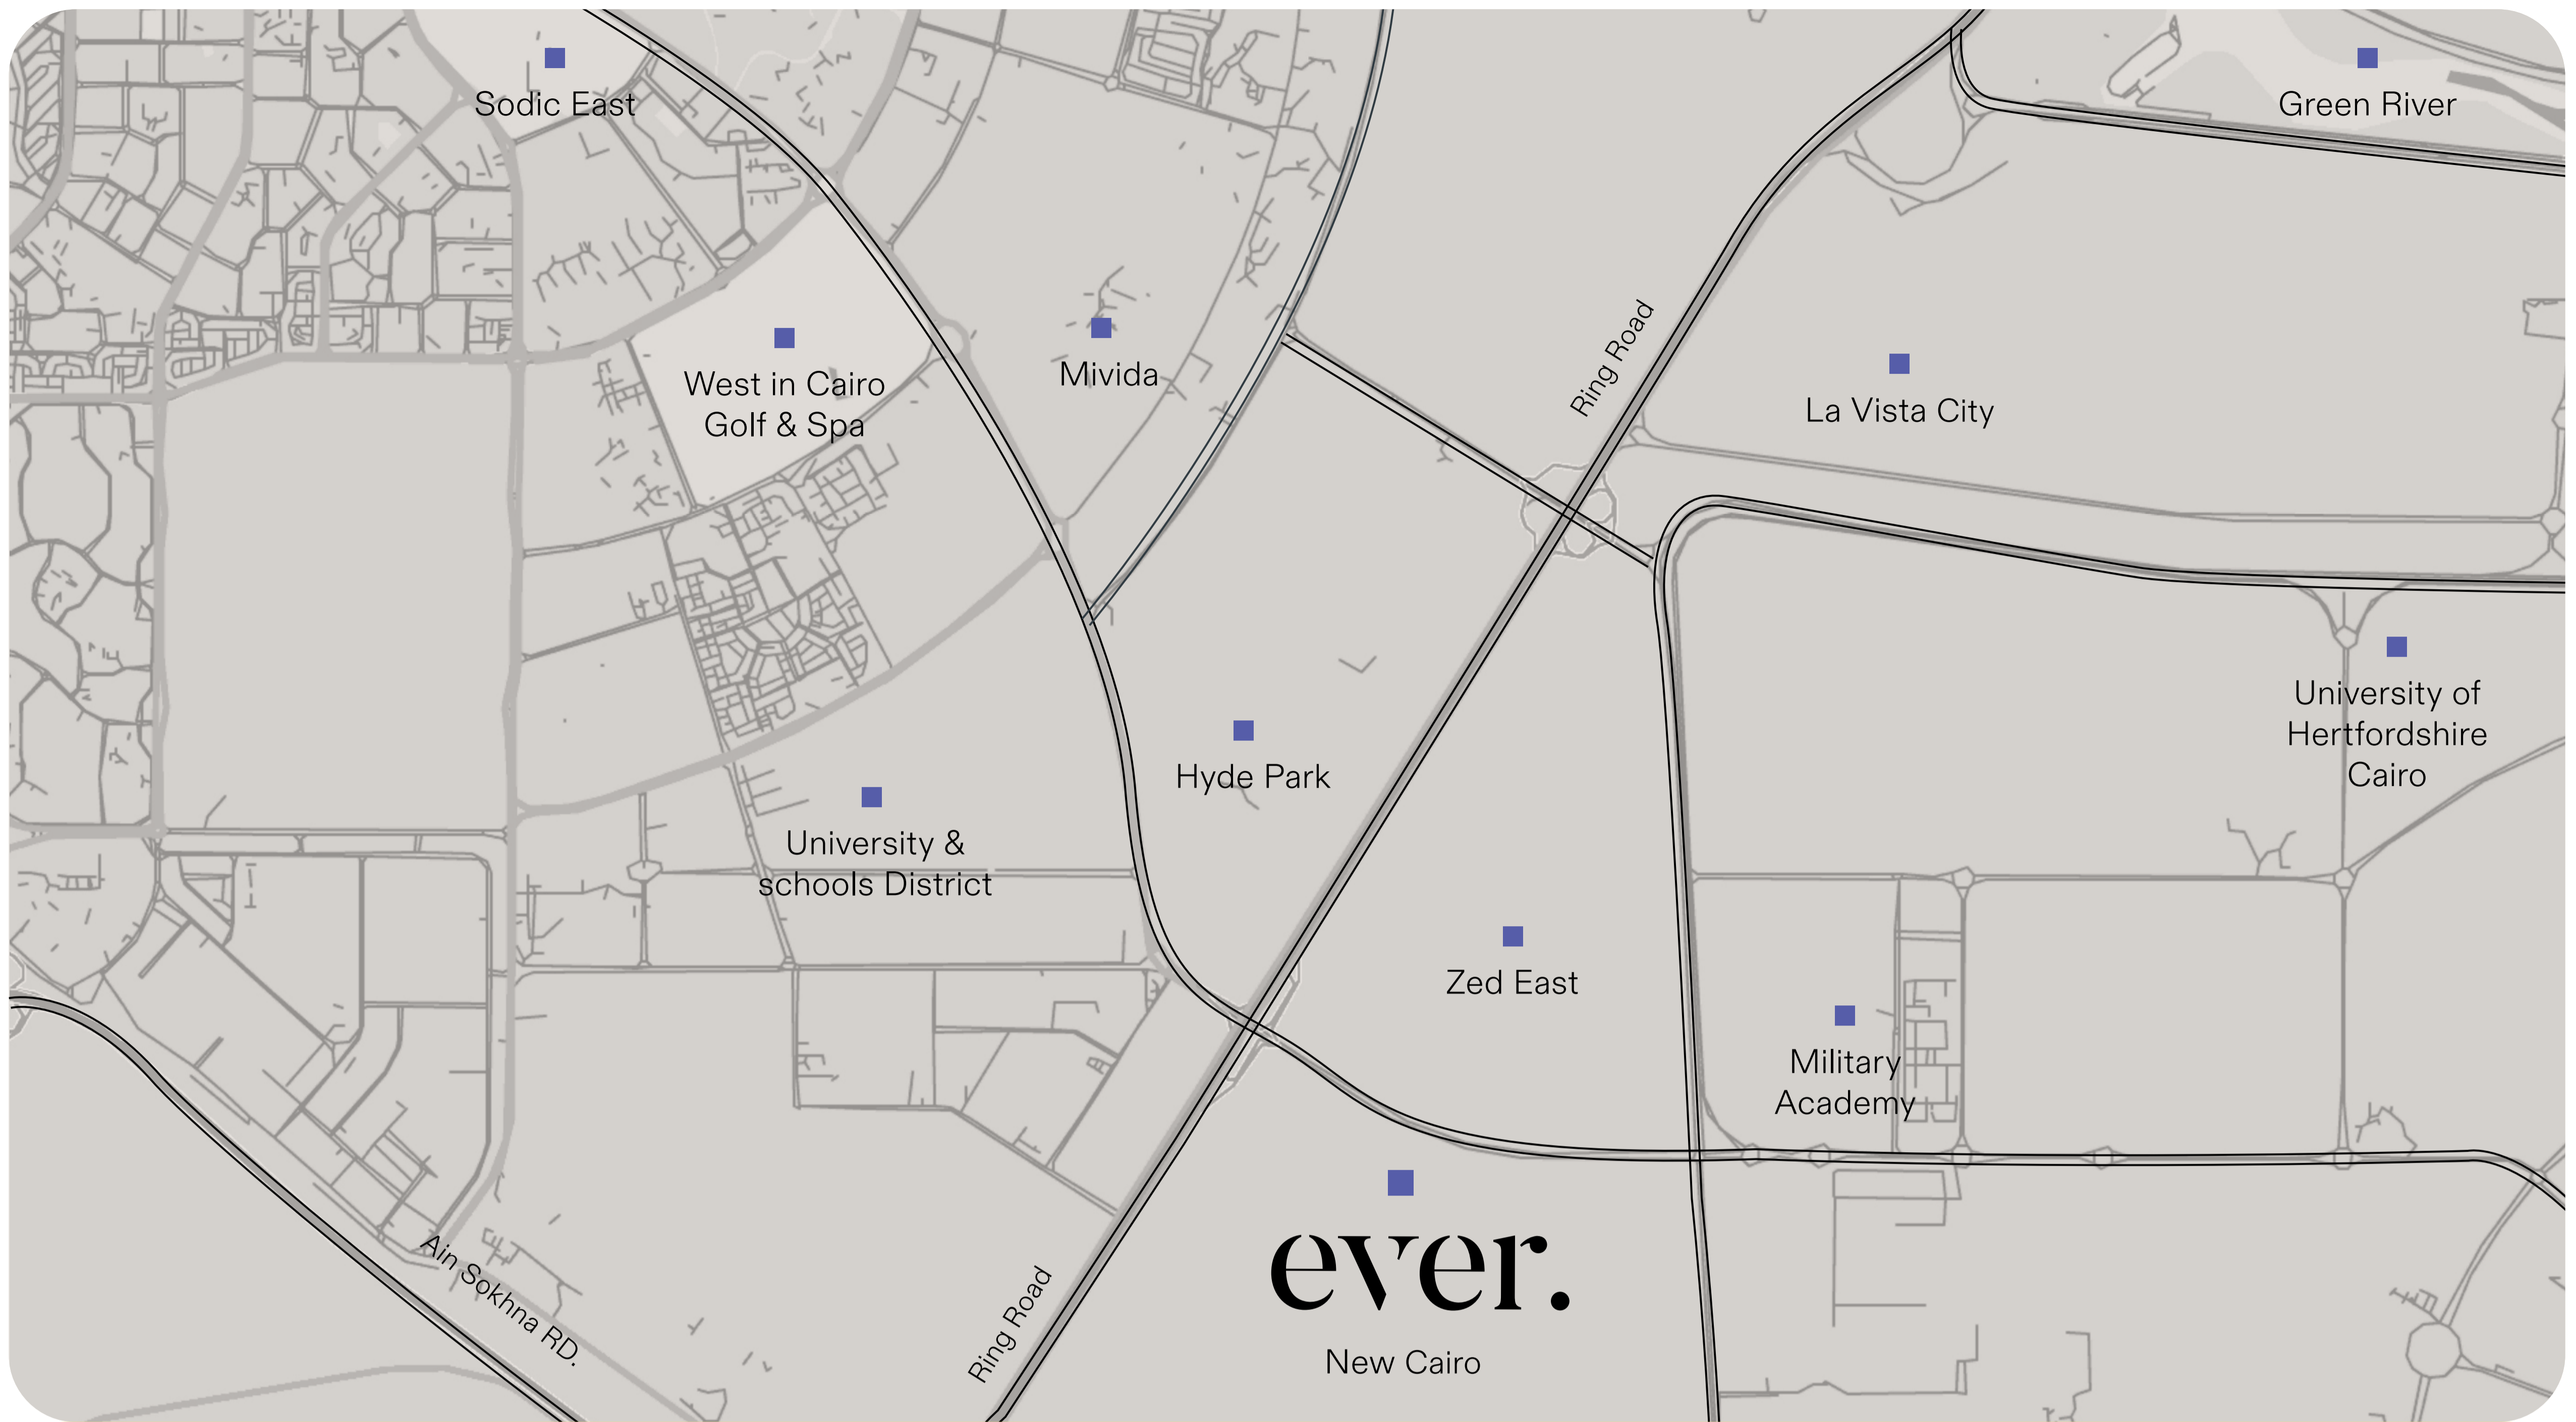 Sodic East
Green River
Ring Road
West in Cairo
Golf & Spa
Mivida
La Vista City
University of
Hertfordshire
Cairo
Hyde Park
University &
schools District
Zed East
Military
Academy
Ain Sokhna RD.
Ring Road
ever.
New Cairo